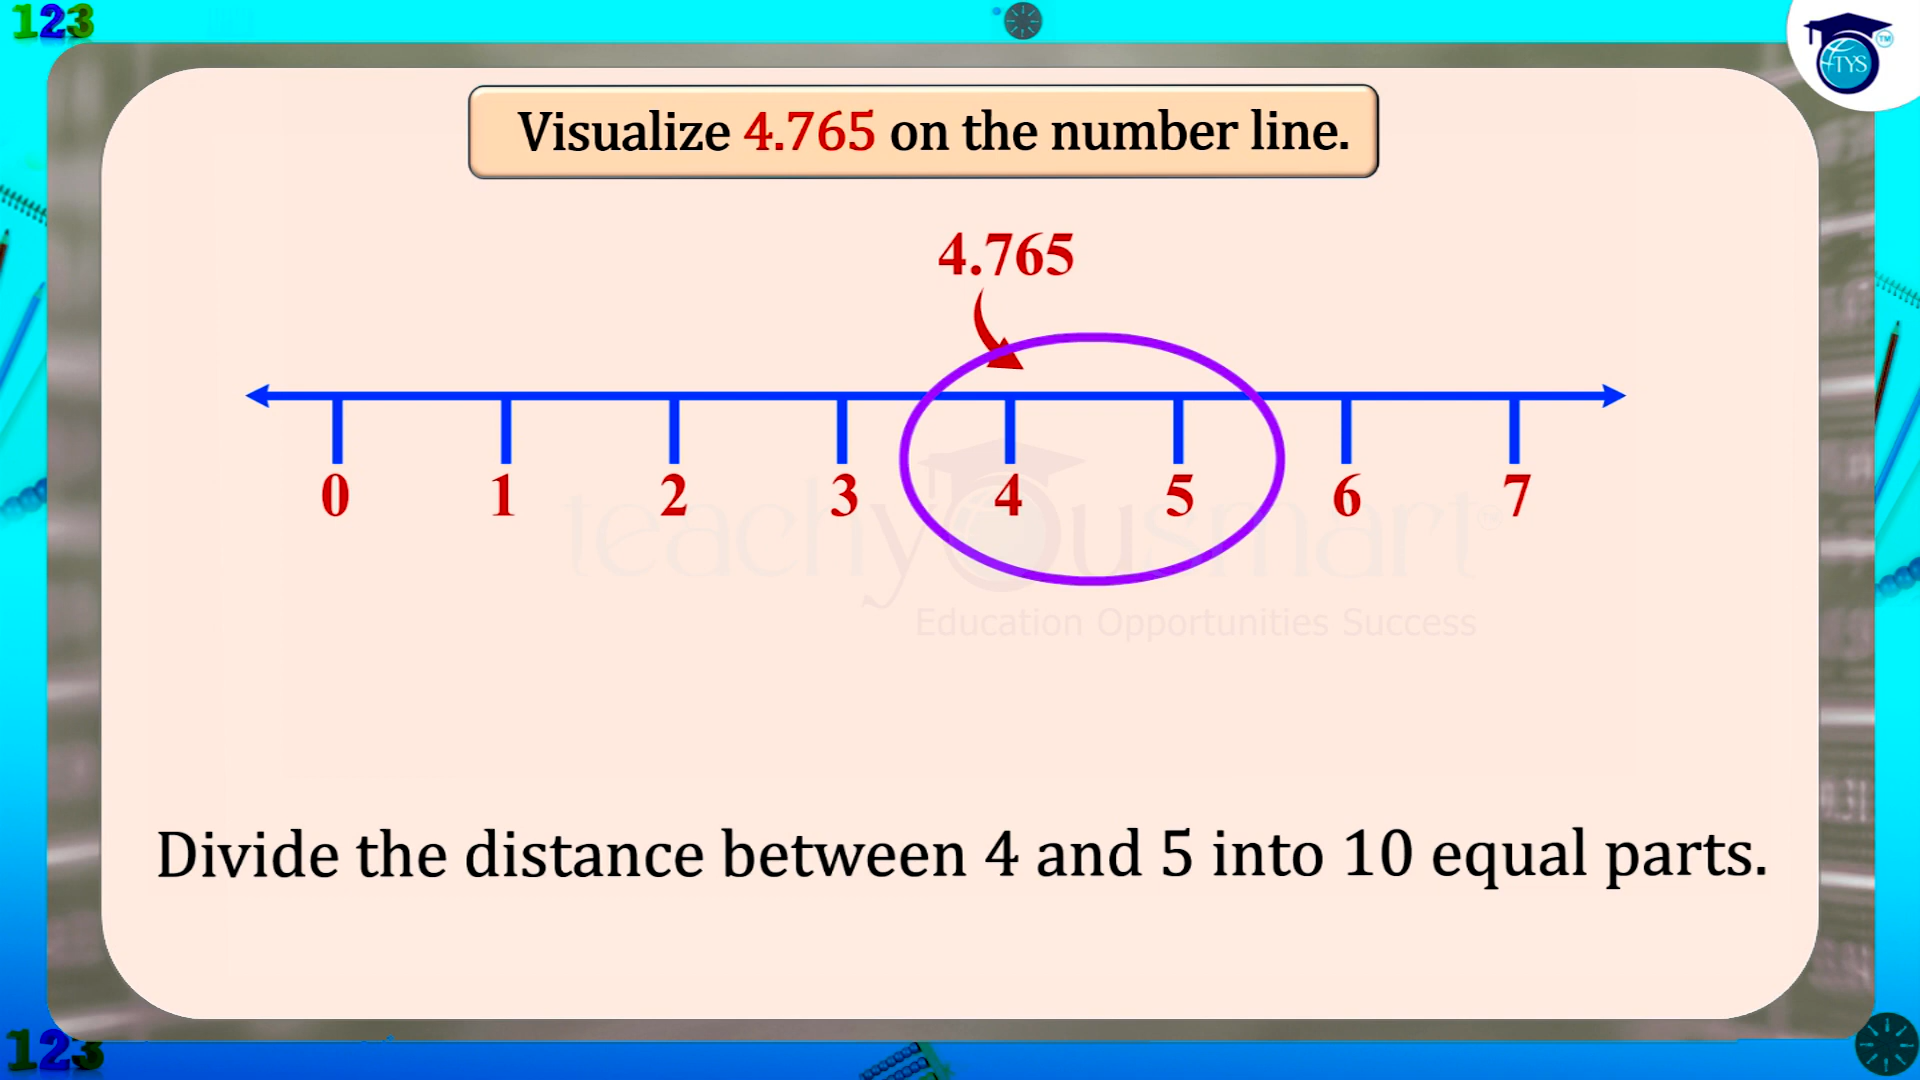 123
TYS
TM
Visualize 4.765 on the number line.
4.765
0 1 2 3 4 5 6 7
teachyousmart
Education Opportunities Success
Divide the distance between 4 and 5 into 10 equal parts.
123